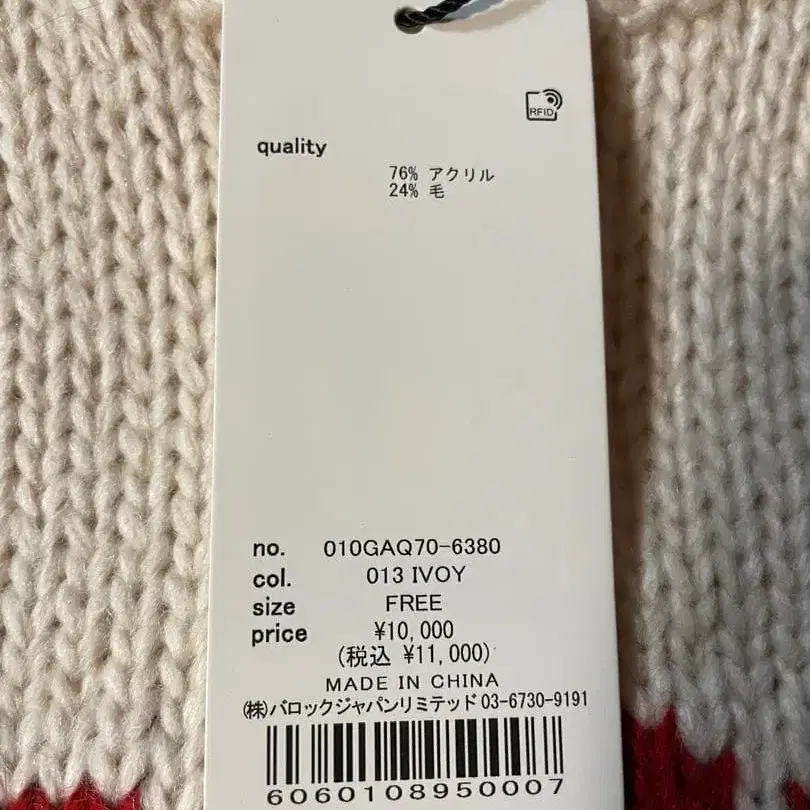 RFID
quality
76% アクリル
24% 毛
no. 010GAQ70-6380
col. 013 IVOY
size FREE
price ¥10,000
(税込 ¥11,000)
MADE IN CHINA
(株)バロックジャパンリミテッド 03-6730-9191
6060108950007